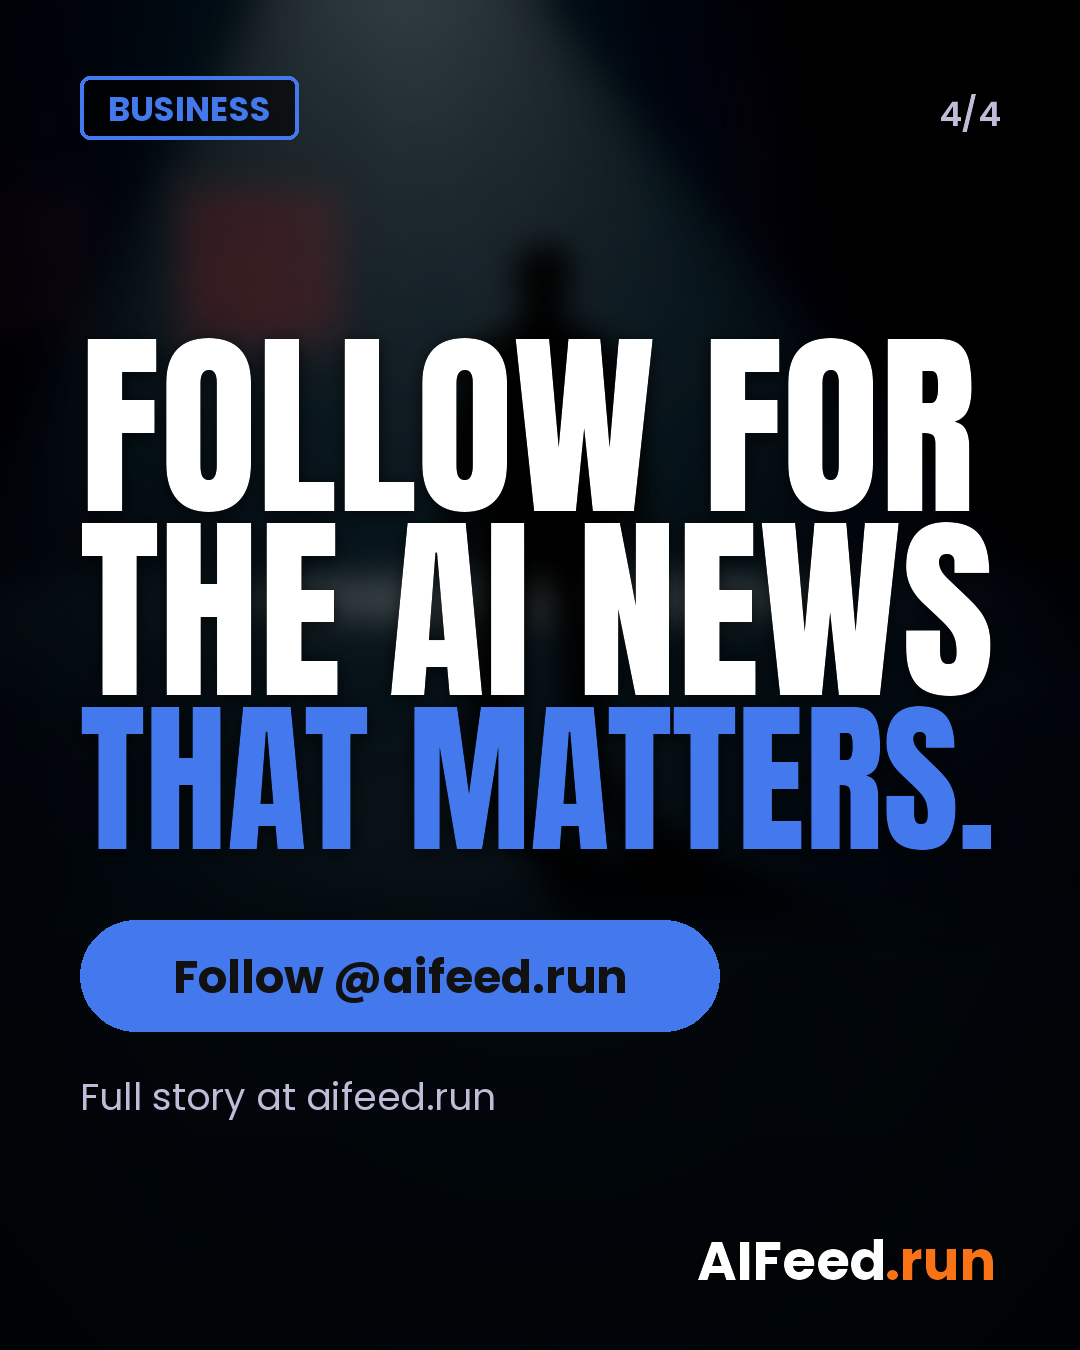 BUSINESS
4/4
FOLLOW FOR
THE AI NEWS
THAT MATTERS.
Follow @aifeed.run
Full story at aifeed.run
AIFeed.run